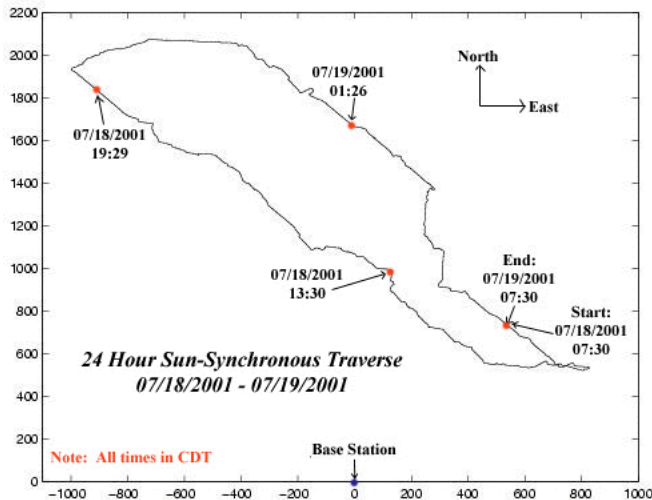 2200
2000
1800
1600
1400
1200
1000
800
600
400
200
0
North
East
07/19/2001
01:26
07/18/2001
19:29
07/18/2001
13:30
End:
07/19/2001
07:30
Start:
07/18/2001
07:30
24 Hour Sun-Synchronous Traverse
07/18/2001 - 07/19/2001
Base Station
Note: All times in CDT
-1000 -800 -600 -400 -200 0 200 400 600 800 1000